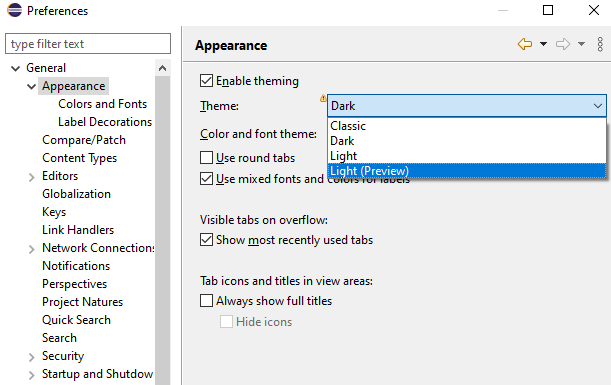 Preferences
type filter text
General
Appearance
Colors and Fonts
Label Decorations
Compare/Patch
Content Types
Editors
Globalization
Keys
Link Handlers
Network Connections
Notifications
Perspectives
Project Natures
Quick Search
Search
Security
Startup and Shutdow
Appearance
Enable theming
Theme:
Dark
Classic
Dark
Light
Light (Preview)
Color and font theme:
Use round tabs
Use mixed fonts and colors for labels
Visible tabs on overflow:
Show most recently used tabs
Tab icons and titles in view areas:
Always show full titles
Hide icons